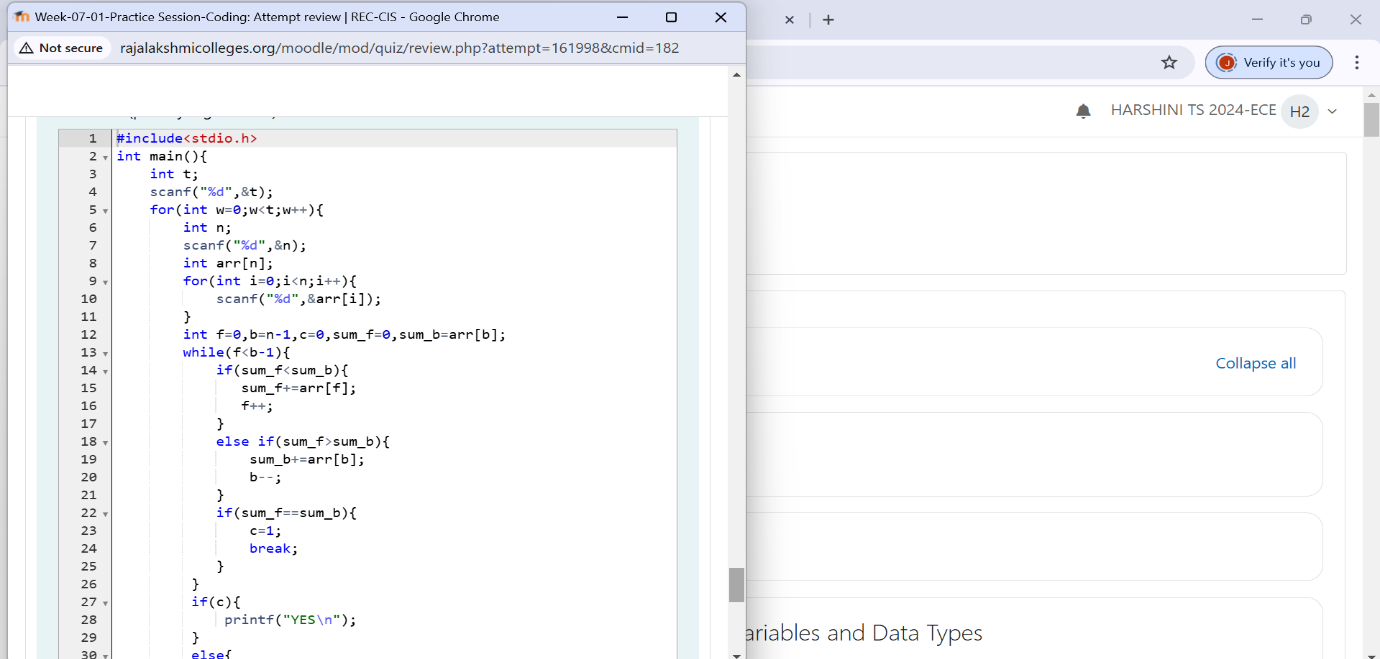 Week-07-01-Practice Session-Coding: Attempt review | REC-CIS - Google Chrome
Not secure
rajalakshmicolleges.org/moodle/mod/quiz/review.php?attempt=161998&cmid=182
Verify it's you
HARSHINI TS 2024-ECE H2
1 #include<stdio.h>
2 int main(){
3 int t;
4 scanf("%d",&t);
5 for(int w=0;w<t;w++){
6 int n;
7 scanf("%d",&n);
8 int arr[n];
9 for(int i=0;i<n;i++){
10 scanf("%d",&arr[i]);
11 }
12 int f=0,b=n-1,c=0,sum_f=0,sum_b=arr[b];
13 while(f<b-1){
14 if(sum_f<sum_b){
15 sum_f+=arr[f];
16 f++;
17 }
18 else if(sum_f>sum_b){
19 sum_b+=arr[b];
20 b--;
21 }
22 if(sum_f==sum_b){
23 c=1;
24 break;
25 }
26 }
27 if(c){
28 printf("YES\n");
29 }
30 else{
Collapse all
ariables and Data Types